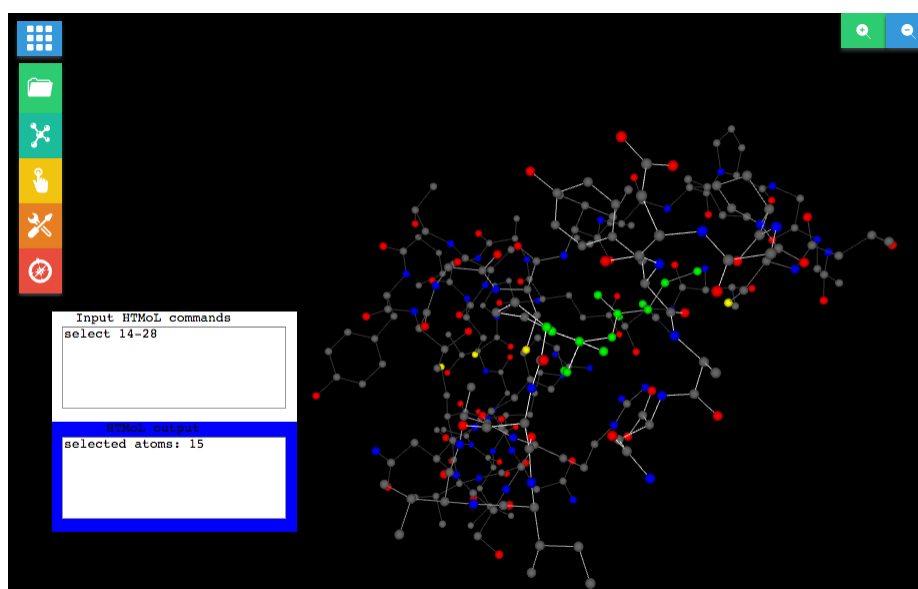 Input HTMoL commands
select 14-28
HTMoL output
selected atoms: 15